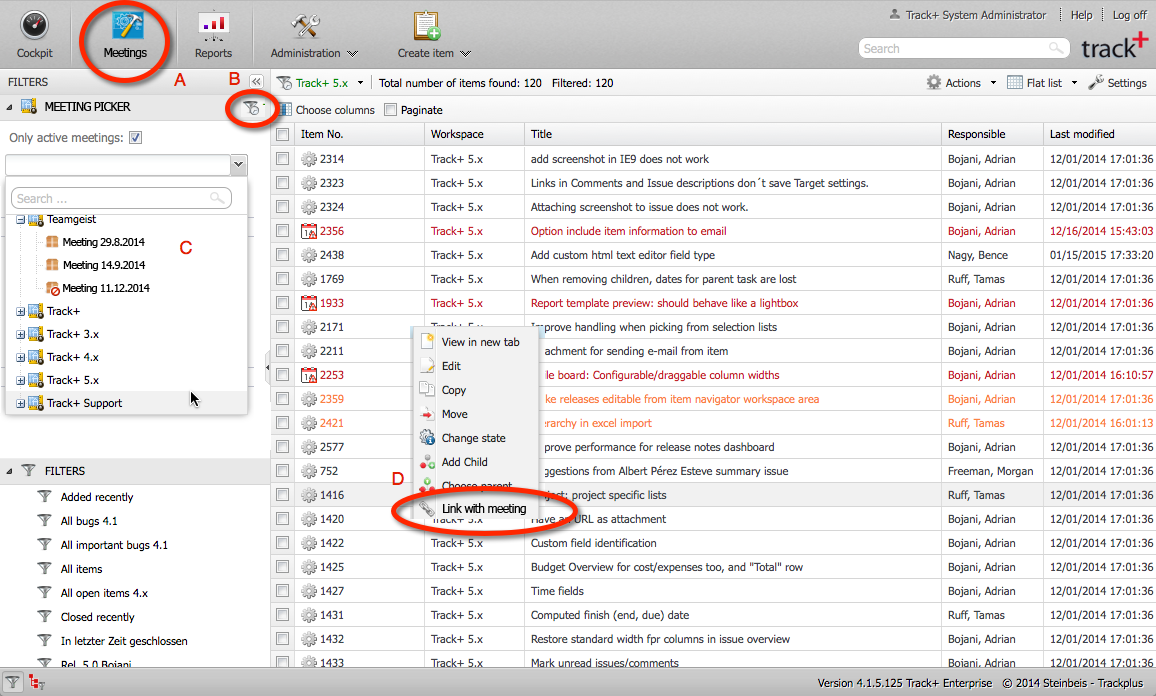 Track+ System Administrator Help Log off
Cockpit Meetings Reports Administration Create item
Search
track+
A
B
FILTERS
Track+ 5.x Total number of items found: 120 Filtered: 120 Actions Flat list Settings
MEETING PICKER
Choose columns Paginate
Only active meetings:
Search ...
Teamgeist
Meeting 29.8.2014
Meeting 14.9.2014
Meeting 11.12.2014
Track+
Track+ 3.x
Track+ 4.x
Track+ 5.x
Track+ Support
C
FILTERS
Added recently
All bugs 4.1
All important bugs 4.1
All items
All open items 4.x
Closed recently
In letzter Zeit geschlossen
Rel. 5.0 Bojani
Item No. Workspace Title Responsible Last modified
2314 Track+ 5.x add screenshot in IE9 does not work Bojani, Adrian 12/01/2014 17:01:36
2323 Track+ 5.x Links in Comments and Issue descriptions don´t save Target settings. Bojani, Adrian 12/01/2014 17:01:36
2324 Track+ 5.x Attaching screenshot to issue does not work. Bojani, Adrian 12/01/2014 17:01:36
2356 Track+ 5.x Option include item information to email Bojani, Adrian 12/16/2014 15:43:03
2438 Track+ 5.x Add custom html text editor field type Nagy, Bence 01/15/2015 17:33:20
1769 Track+ 5.x When removing children, dates for parent task are lost Ruff, Tamas 12/01/2014 17:01:36
1933 Track+ 5.x Report template preview: should behave like a lightbox Bojani, Adrian 12/01/2014 17:01:36
2171 Track+ 5.x Improve handling when picking from selection lists Bojani, Adrian 12/01/2014 17:01:36
2211 achment for sending e-mail from item Bojani, Adrian 12/01/2014 17:01:36
2253 le board: Configurable/draggable column widths Bojani, Adrian 12/01/2014 16:10:57
2359 ke releases editable from item navigator workspace area Bojani, Adrian 12/01/2014 17:01:36
2421 erarchy in excel import Ruff, Tamas 12/01/2014 16:01:13
2577 prove performance for release notes dashboard Bojani, Adrian 12/01/2014 17:01:36
752 ggestions from Albert Pérez Esteve summary issue Freeman, Morgan 12/01/2014 17:01:36
1416 oject: project specific lists Ruff, Tamas 12/01/2014 17:01:36
1420 Track+ 5.x Have an URL as attachment Bojani, Adrian 12/01/2014 17:01:36
1422 Track+ 5.x Custom field identification Bojani, Adrian 12/01/2014 17:01:36
1425 Track+ 5.x Budget Overview for cost/expenses too, and "Total" row Bojani, Adrian 12/01/2014 17:01:36
1427 Track+ 5.x Time fields Bojani, Adrian 12/01/2014 17:01:36
1431 Track+ 5.x Computed finish (end, due) date Ruff, Tamas 12/01/2014 17:01:36
1432 Track+ 5.x Restore standard width fpr columns in issue overview Bojani, Adrian 12/01/2014 17:01:36
1433 Track+ 5.x Mark unread issues/comments Bojani, Adrian 12/01/2014 17:01:36
View in new tab
Edit
Copy
Move
Change state
Add Child
Choose parent
D
Link with meeting
Version 4.1.5.125 Track+ Enterprise © 2014 Steinbeis - Trackplus